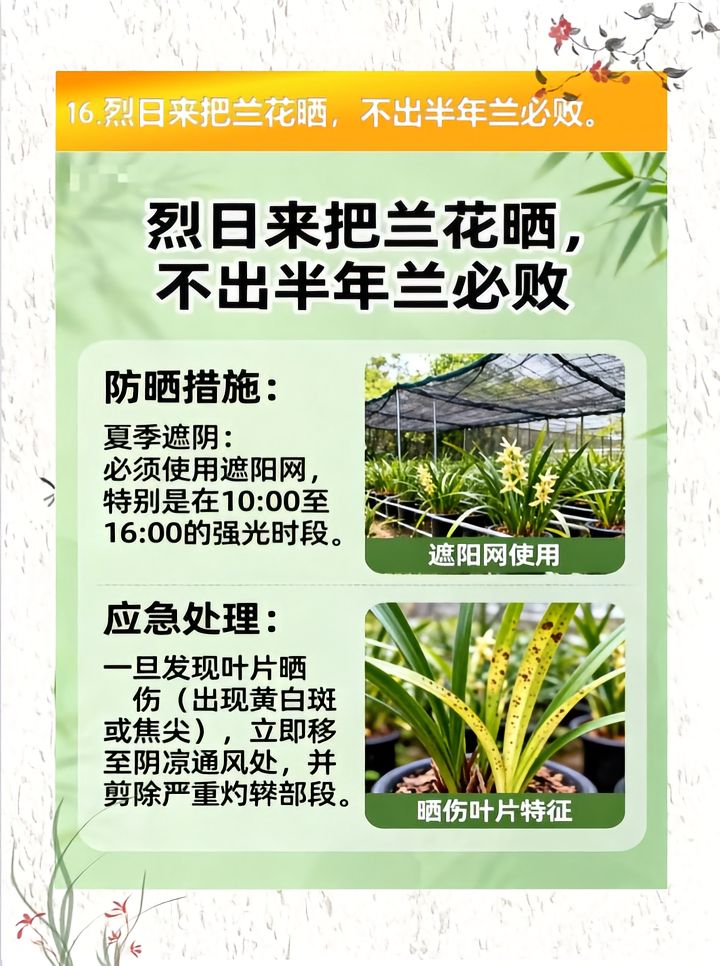 16.烈日来把兰花晒，不出半年兰必败。
烈日来把兰花晒，
不出半年兰必败
防晒措施：
夏季遮阴：
必须使用遮阳网，
特别是在10:00至
16:00的强光时段。
遮阳网使用
应急处理：
一旦发现叶片晒
伤（出现黄白斑
或焦尖），立即移
至阴凉通风处，并
剪除严重灼部段。
晒伤叶片特征